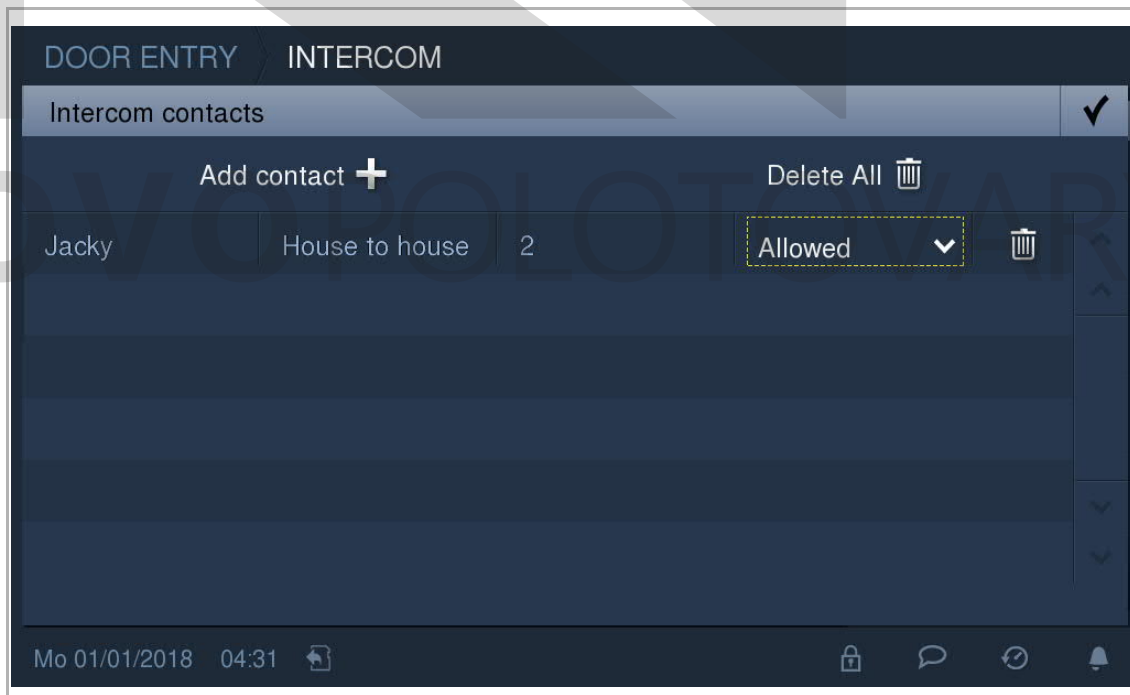 DOOR ENTRY INTERCOM
Intercom contacts
Add contact Delete All
Jacky House to house 2 Allowed
OVOPOLOTOVAR
Mo 01/01/2018 04:31